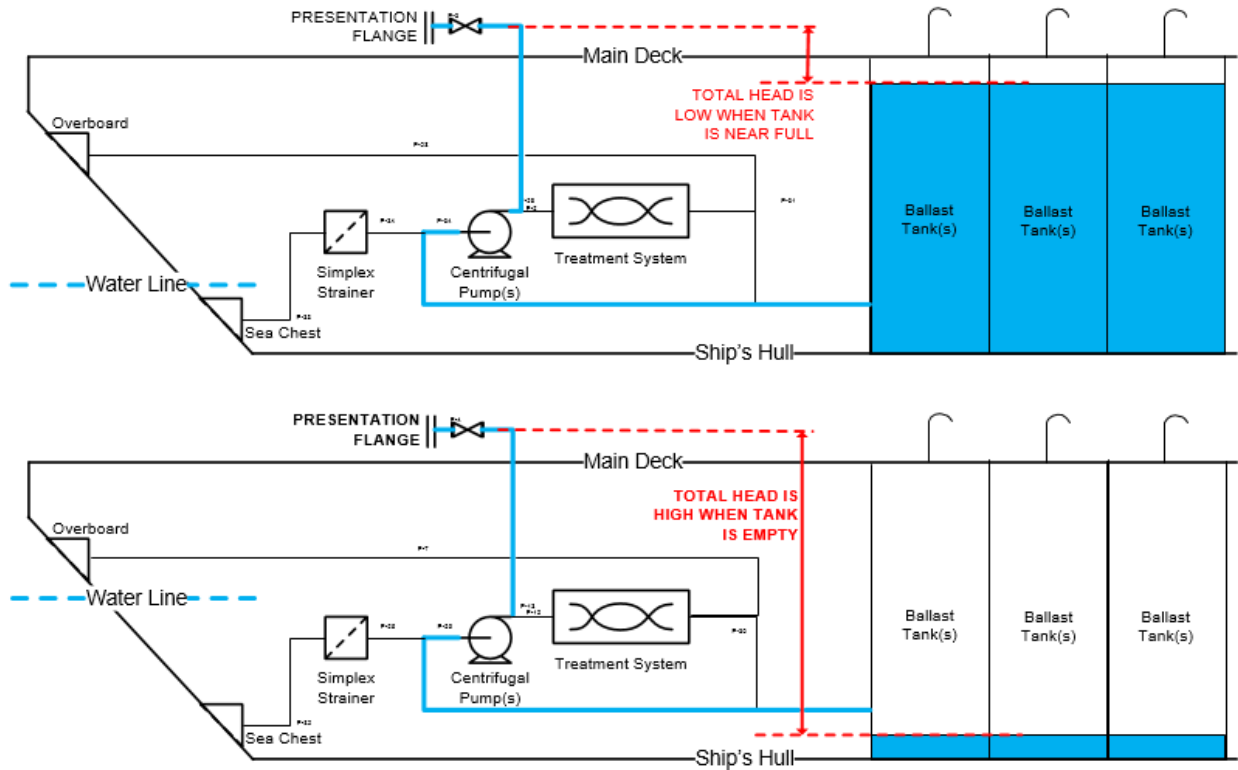 PRESENTATION
FLANGE
Main Deck
TOTAL HEAD IS
LOW WHEN TANK
IS NEAR FULL
Overboard
Ballast
Tank(s)
Ballast
Tank(s)
Ballast
Tank(s)
Simplex
Strainer
Centrifugal
Pump(s)
Treatment System
Water Line
Sea Chest
Ship's Hull
PRESENTATION
FLANGE
Main Deck
TOTAL HEAD IS
HIGH WHEN TANK
IS EMPTY
Overboard
Water Line
Ballast
Tank(s)
Ballast
Tank(s)
Ballast
Tank(s)
Simplex
Strainer
Centrifugal
Pump(s)
Treatment System
Sea Chest
Ship's Hull